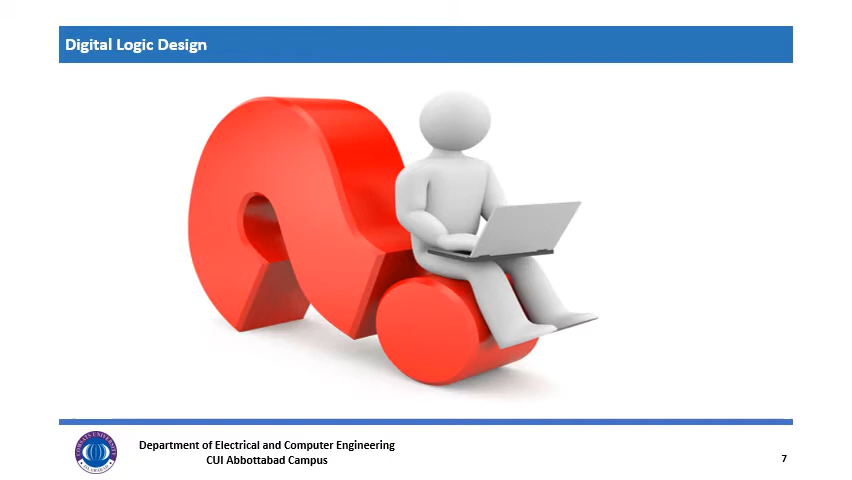 Digital Logic Design
Department of Electrical and Computer Engineering
CUI Abbottabad Campus
7